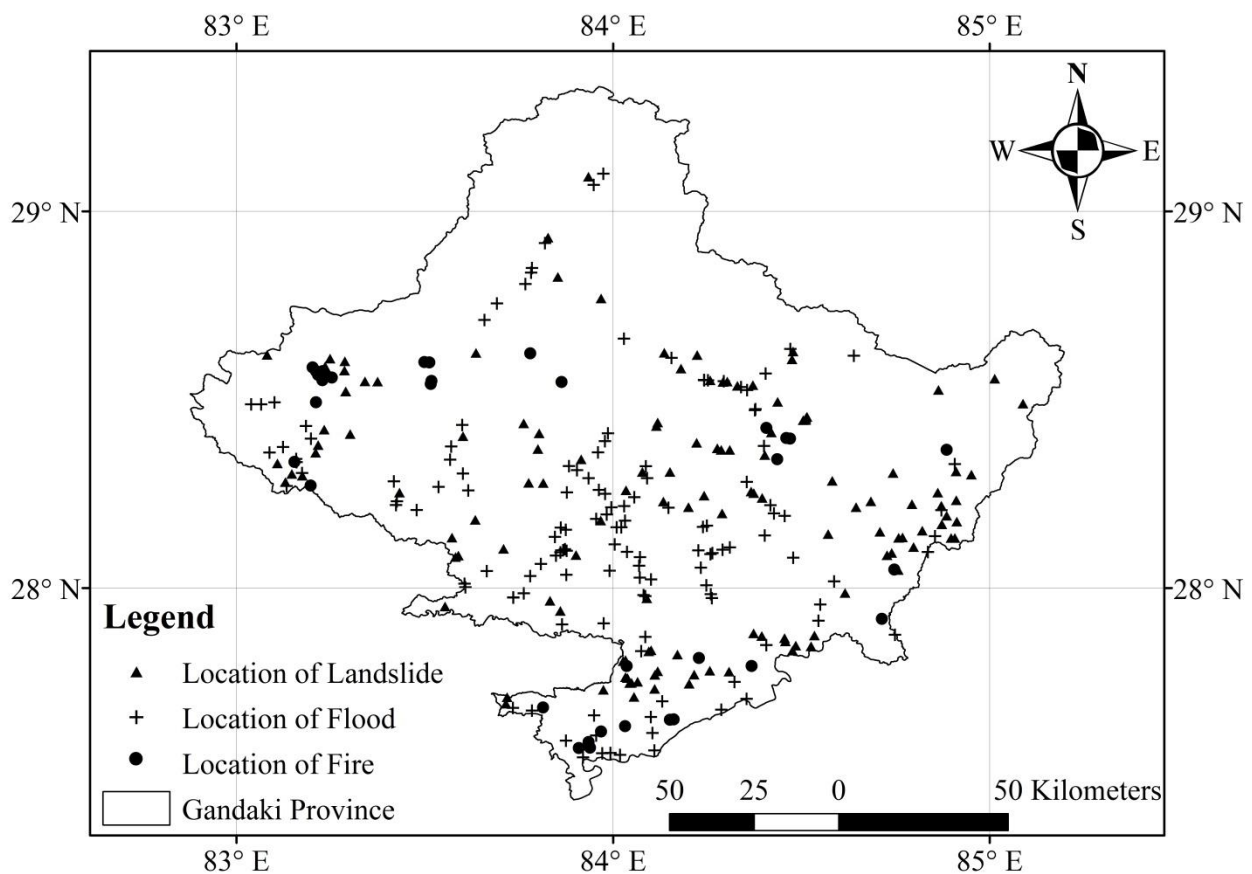 83° E 84° E 85° E
N
W E
S
29° N 29° N
28° N 28° N
Legend
Location of Landslide
Location of Flood
Location of Fire
Gandaki Province
50 25 0 50 Kilometers
83° E 84° E 85° E